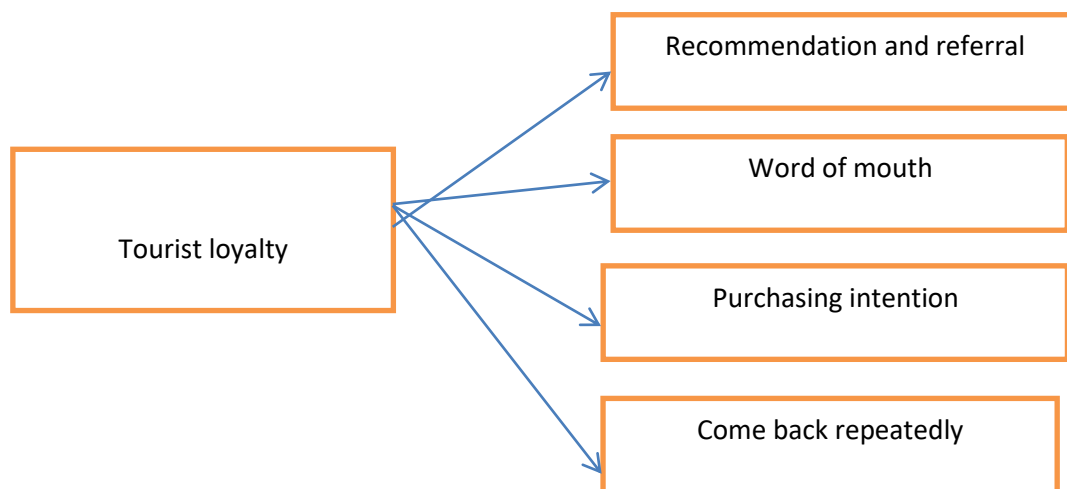 Recommendation and referral
Word of mouth
Tourist loyalty
Purchasing intention
Come back repeatedly